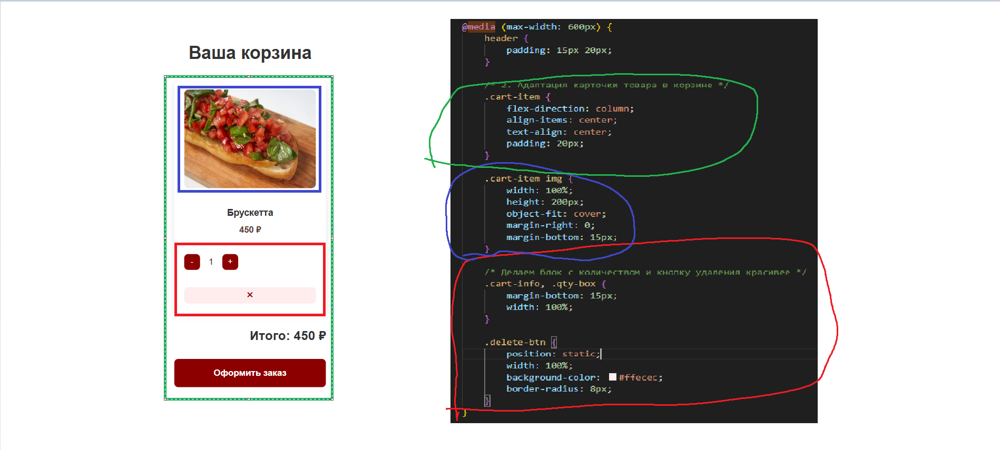 Ваша корзина
Брускетта
450 ₽
- 1 +
×
Итого: 450 ₽
Оформить заказ
@media (max-width: 600px) {
header {
padding: 15px 20px;
}
/* 2. Адаптация карточки товара в корзине */
.cart-item {
flex-direction: column;
align-items: center;
text-align: center;
padding: 20px;
}
.cart-item img {
width: 100%;
height: 200px;
object-fit: cover;
margin-right: 0;
margin-bottom: 15px;
}
/* Делаем блок с количеством и кнопку удаления красивее */
.cart-info, .qty-box {
margin-bottom: 15px;
width: 100%;
}
.delete-btn {
position: static;
width: 100%;
background-color: #ffecec;
border-radius: 8px;
}
}